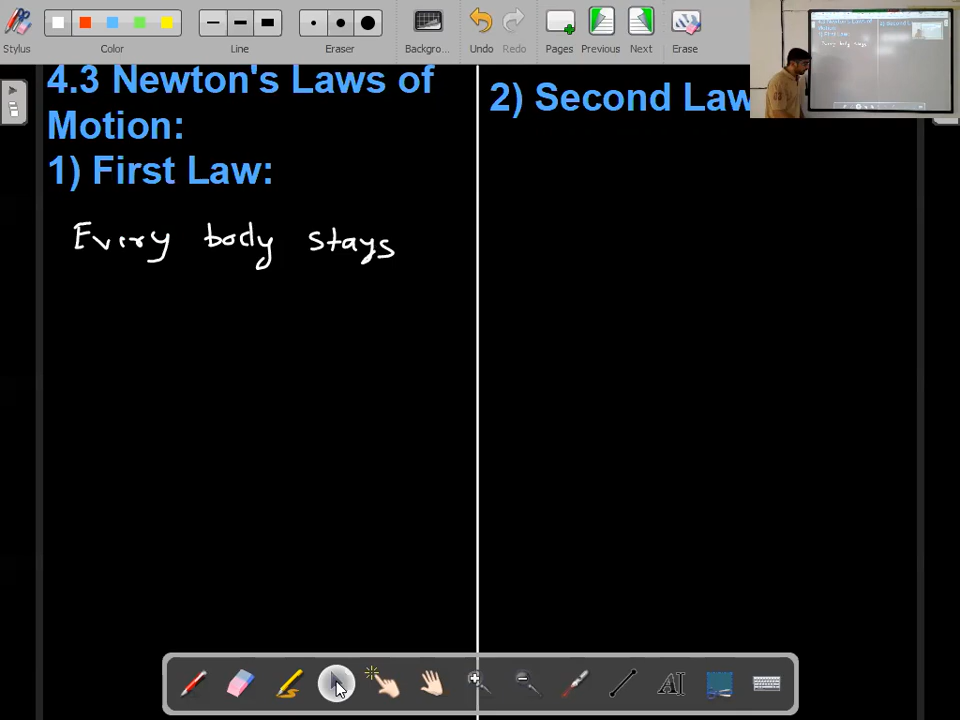 Stylus
Color
Line
Eraser
Backgro...
Undo
Redo
Pages
Previous
Next
Erase
4.3 Newton's Laws of
Motion:
1) First Law:
Every body stays
2) Second Law